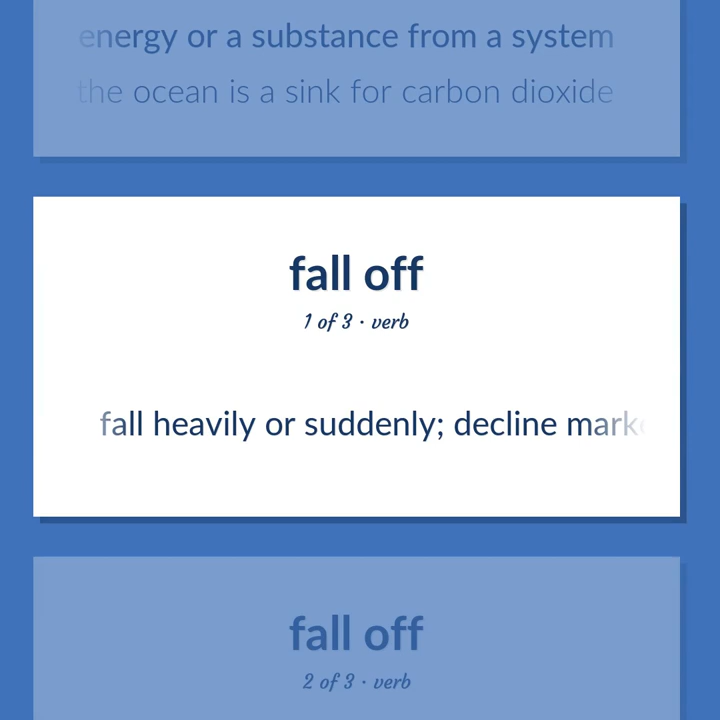 energy or a substance from a system
the ocean is a sink for carbon dioxide
fall off
1 of 3 · verb
fall heavily or suddenly; decline
fall off
2 of 3 · verb